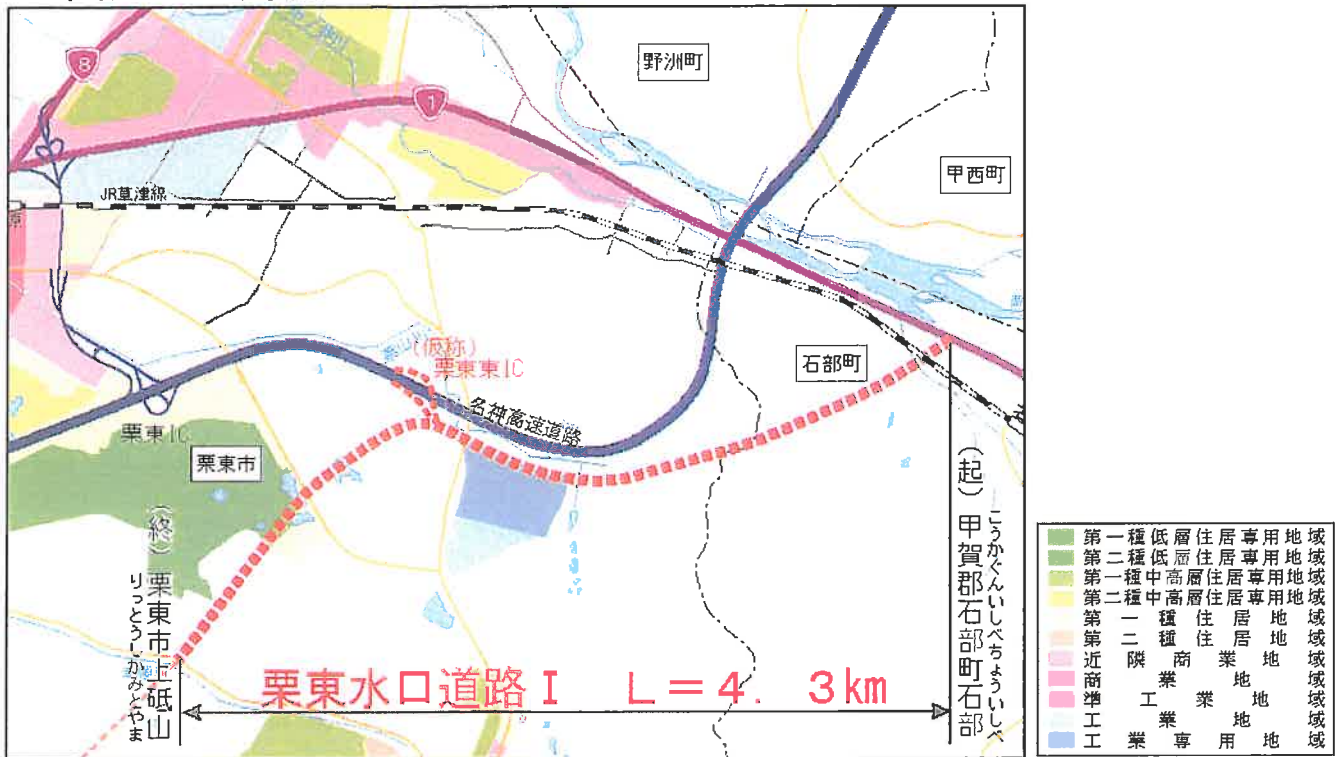 野洲町
8
1
甲西町
JR草津線
石部町
(仮称)
栗東東IC
名神高速道路
栗東IC
栗東市
(終)栗東市上砥山
りっとうしかみとやま
(起)甲賀郡石部町石部
こうかぐんいしべちょういしべ
栗東水口道路Ⅰ L=4.3km
第一種低層住居専用地域
第二種低層住居専用地域
第一種中高層住居専用地域
第二種中高層住居専用地域
第一種住居地域
第二種住居地域
近隣商業地域
商業地域
準工業地域
工業地域
工業専用地域